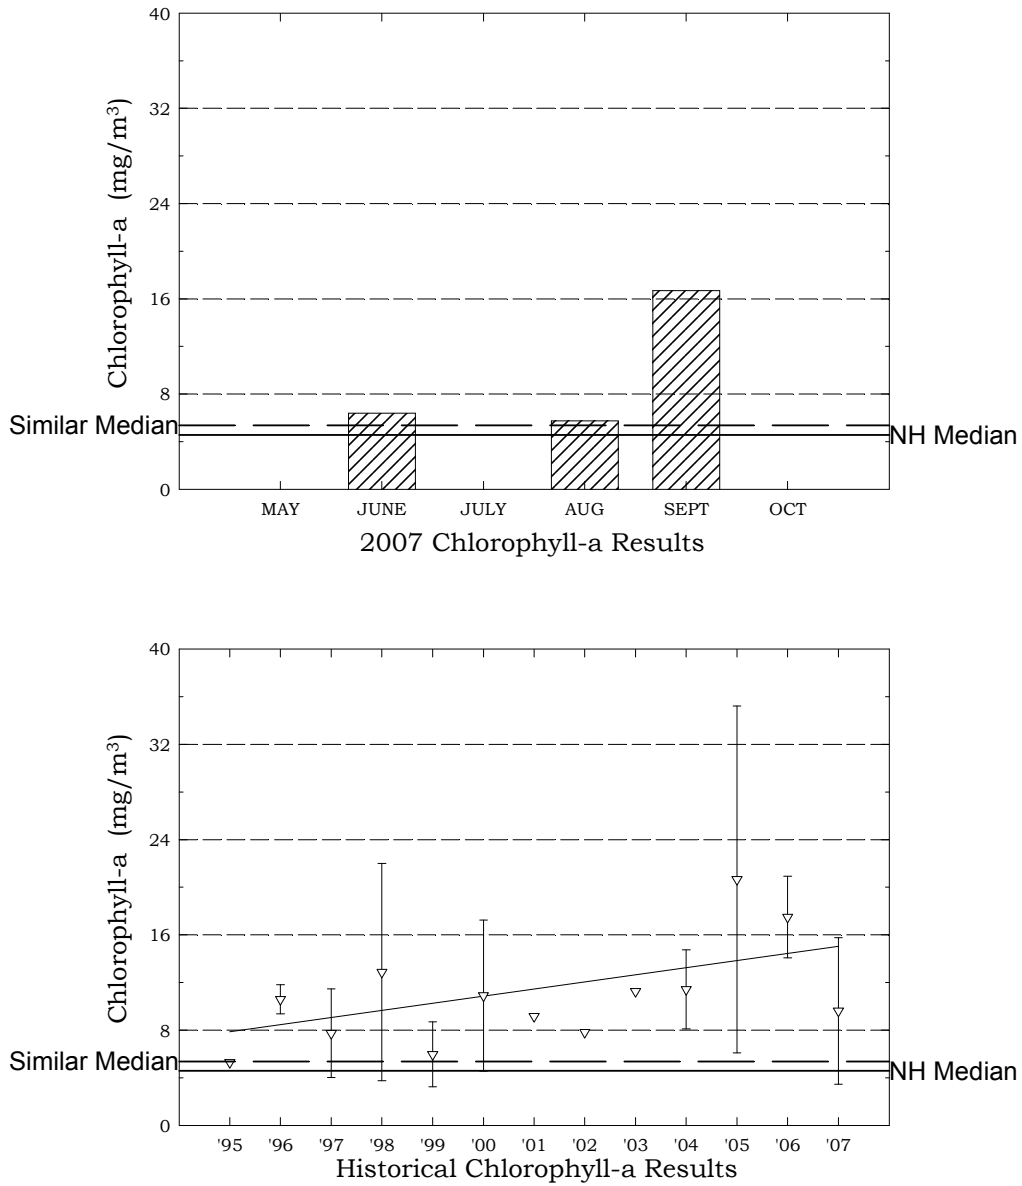 40
32
24
16
8
0
Chlorophyll-a (mg/m³)
Similar Median
NH Median
MAY JUNE JULY AUG SEPT OCT
2007 Chlorophyll-a Results
40
32
24
16
8
0
Chlorophyll-a (mg/m³)
Similar Median
NH Median
'95 '96 '97 '98 '99 '00 '01 '02 '03 '04 '05 '06 '07
Historical Chlorophyll-a Results